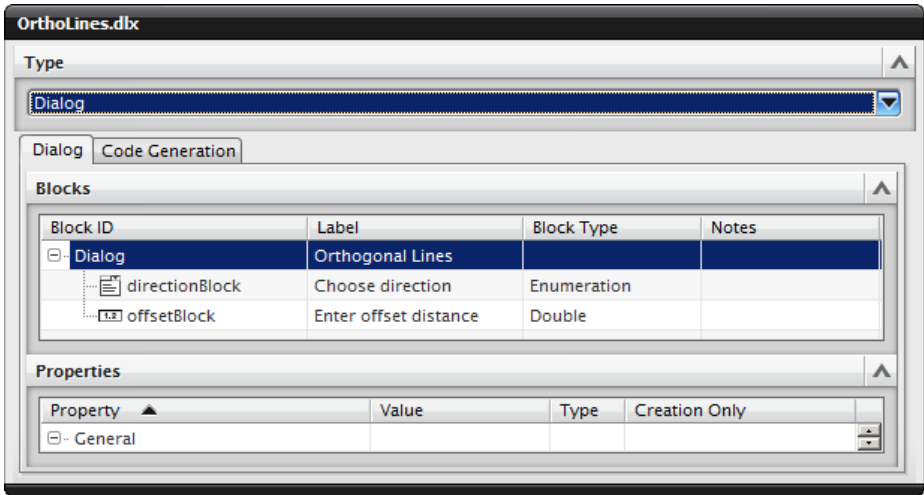 OrthoLines.dlx
Type
Dialog
Dialog Code Generation
Blocks
Block ID Label Block Type Notes
Dialog Orthogonal Lines
directionBlock Choose direction Enumeration
1.2 offsetBlock Enter offset distance Double
Properties
Property Value Type Creation Only
General